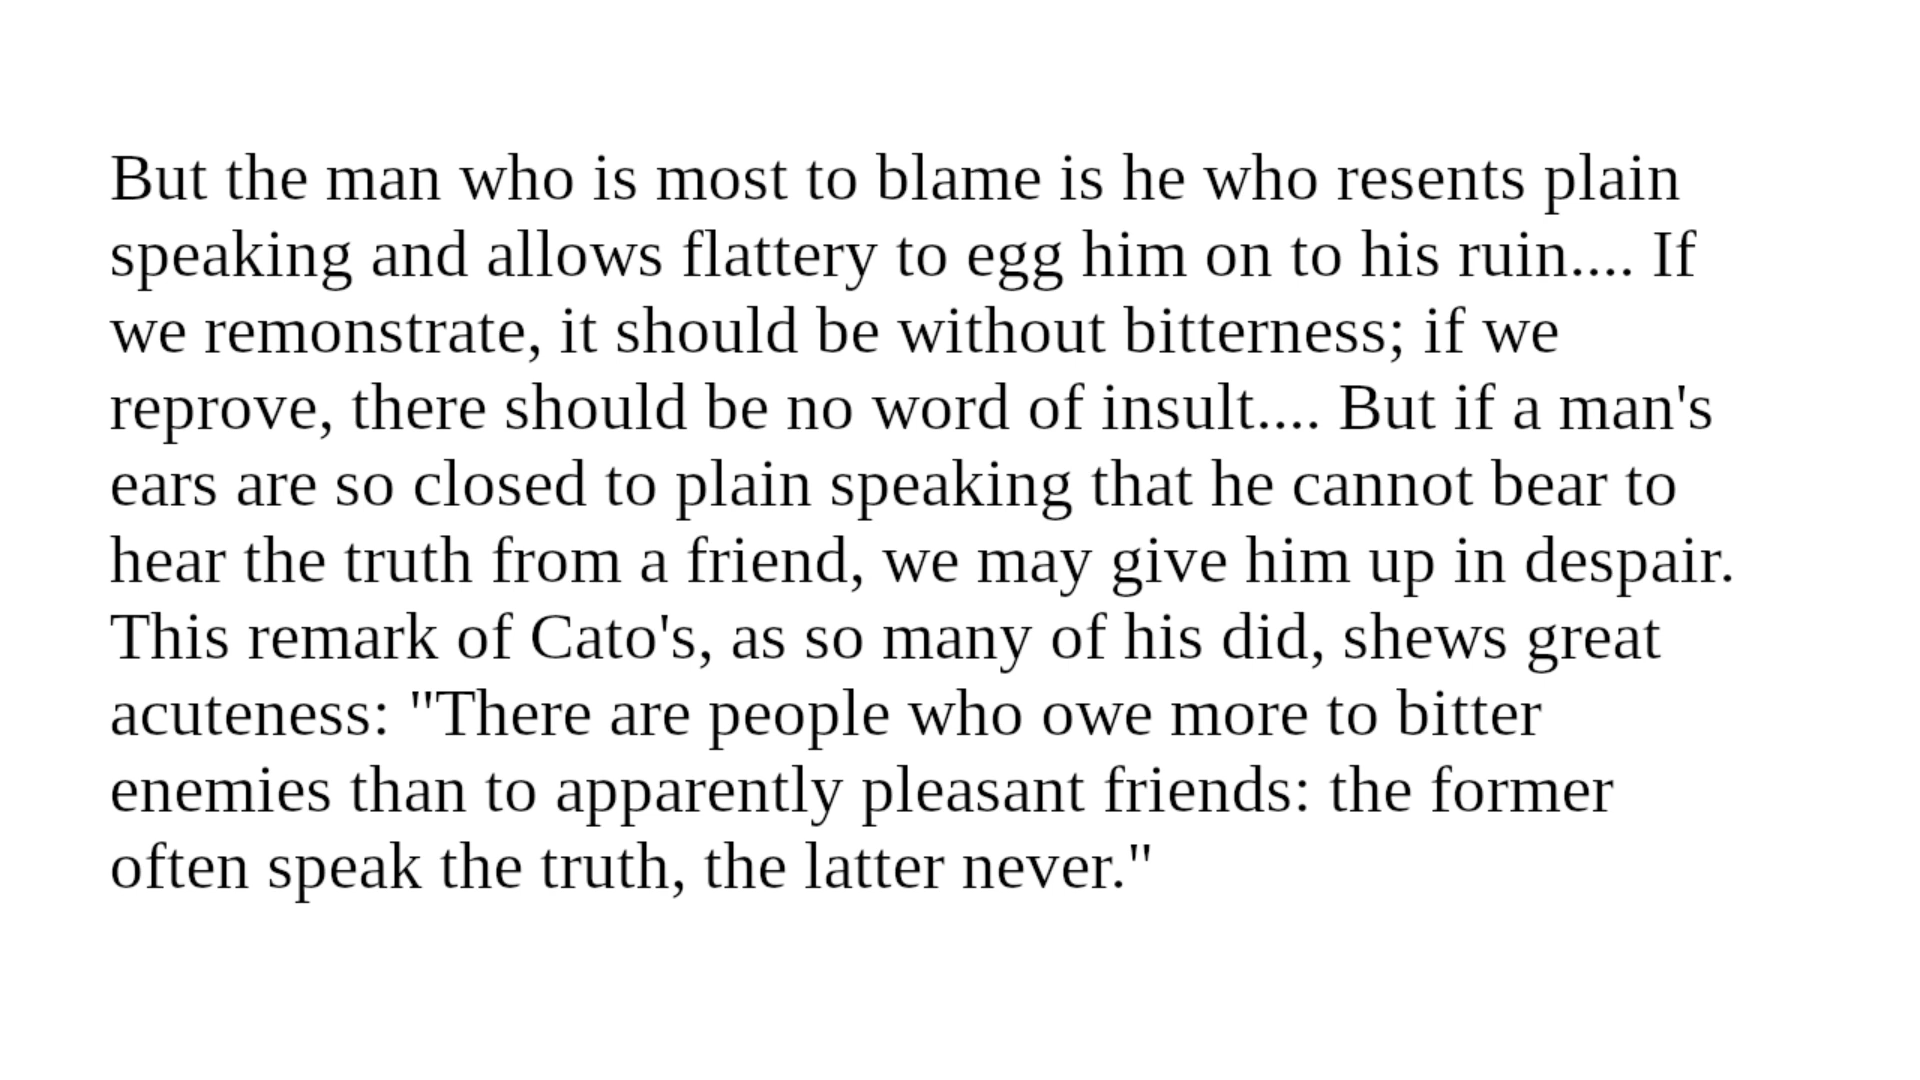 But the man who is most to blame is he who resents plain
speaking and allows flattery to egg him on to his ruin.... If
we remonstrate, it should be without bitterness; if we
reprove, there should be no word of insult.... But if a man's
ears are so closed to plain speaking that he cannot bear to
hear the truth from a friend, we may give him up in despair.
This remark of Cato's, as so many of his did, shews great
acuteness: "There are people who owe more to bitter
enemies than to apparently pleasant friends: the former
often speak the truth, the latter never."